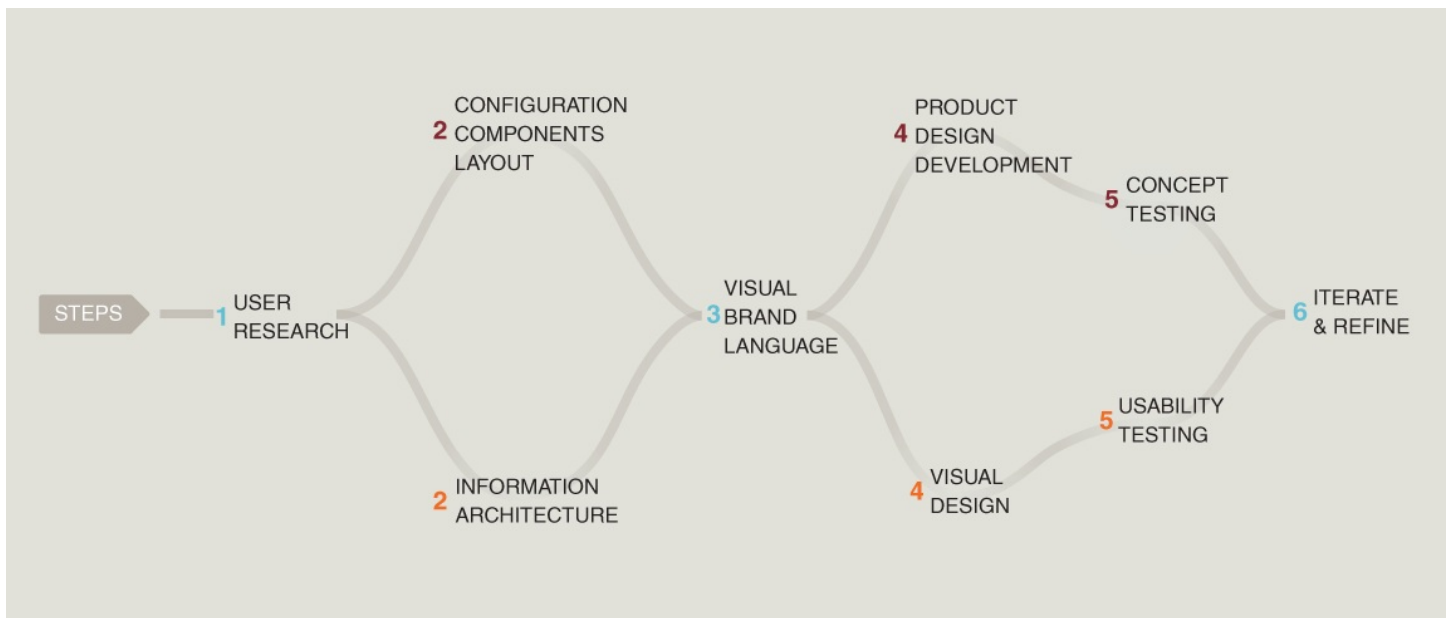 STEPS
1 USER
RESEARCH
2 CONFIGURATION
COMPONENTS
LAYOUT
2 INFORMATION
ARCHITECTURE
3 VISUAL
BRAND
LANGUAGE
4 PRODUCT
DESIGN
DEVELOPMENT
5 CONCEPT
TESTING
4 VISUAL
DESIGN
5 USABILITY
TESTING
6 ITERATE
& REFINE